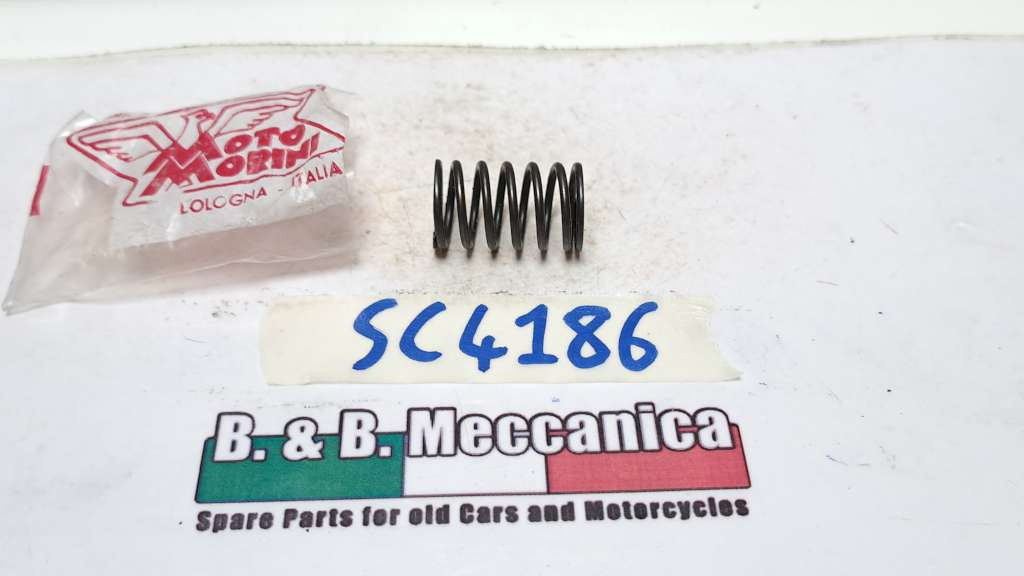 MOTO
MORINI
LOLOGNA - ITALIA
SC4186
B. & B. Meccanica
Spare Parts for old Cars and Motorcycles